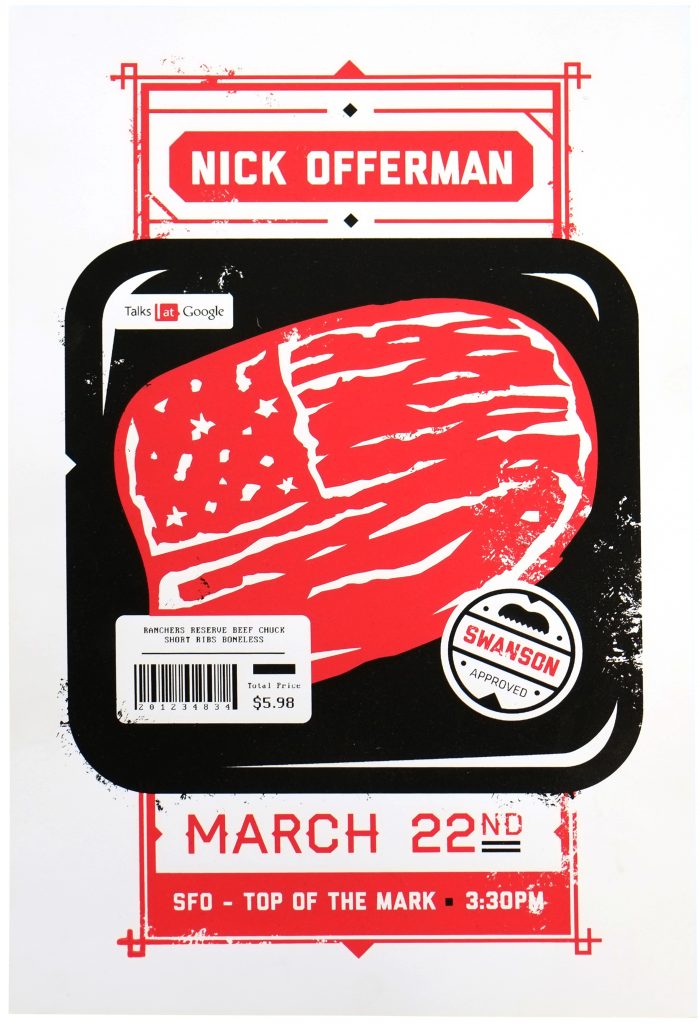 NICK OFFERMAN
Talks at Google
RANCHERS RESERVE BEEF CHUCK
SHORT RIBS BONELESS
Total Price
$5.98
201234834
SWANSON
APPROVED
MARCH 22ND
SFO - TOP OF THE MARK ▪ 3:30PM